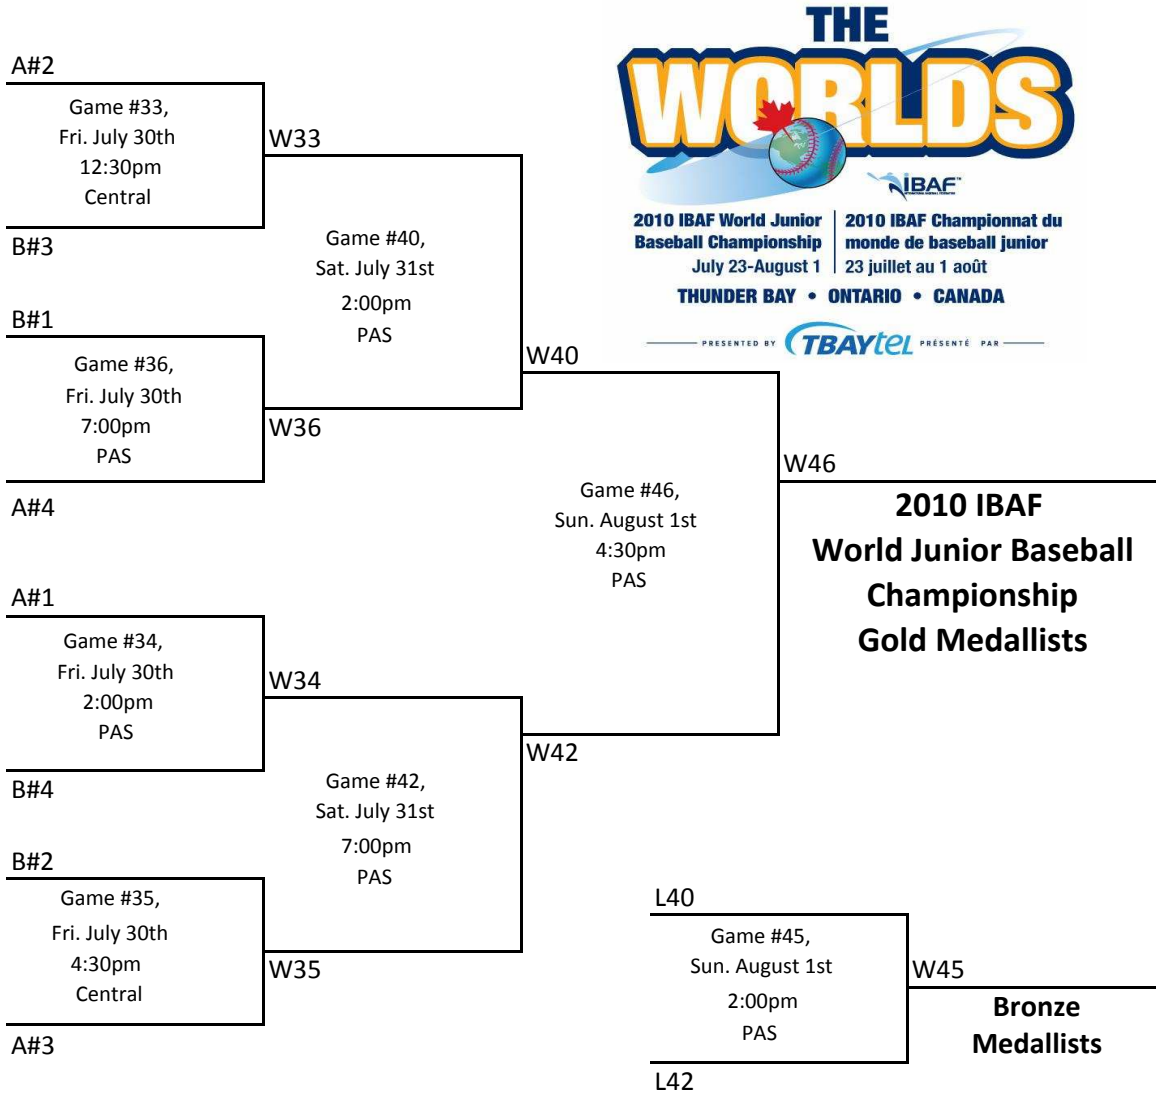 THE
WORLDS
IBAF™
2010 IBAF World Junior
Baseball Championship
July 23-August 1
2010 IBAF Championnat du
monde de baseball junior
23 juillet au 1 août
THUNDER BAY • ONTARIO • CANADA
PRESENTED BY TBAYTEL PRÉSENTÉ PAR
A#2
Game #33,
Fri. July 30th
12:30pm
Central
B#3
W33
B#1
Game #36,
Fri. July 30th
7:00pm
PAS
A#4
W36
Game #40,
Sat. July 31st
2:00pm
PAS
W40
A#1
Game #34,
Fri. July 30th
2:00pm
PAS
B#4
W34
B#2
Game #35,
Fri. July 30th
4:30pm
Central
A#3
W35
Game #42,
Sat. July 31st
7:00pm
PAS
W42
Game #46,
Sun. August 1st
4:30pm
PAS
W46
2010 IBAF
World Junior Baseball
Championship
Gold Medallists
L40
Game #45,
Sun. August 1st
2:00pm
PAS
L42
W45
Bronze
Medallists